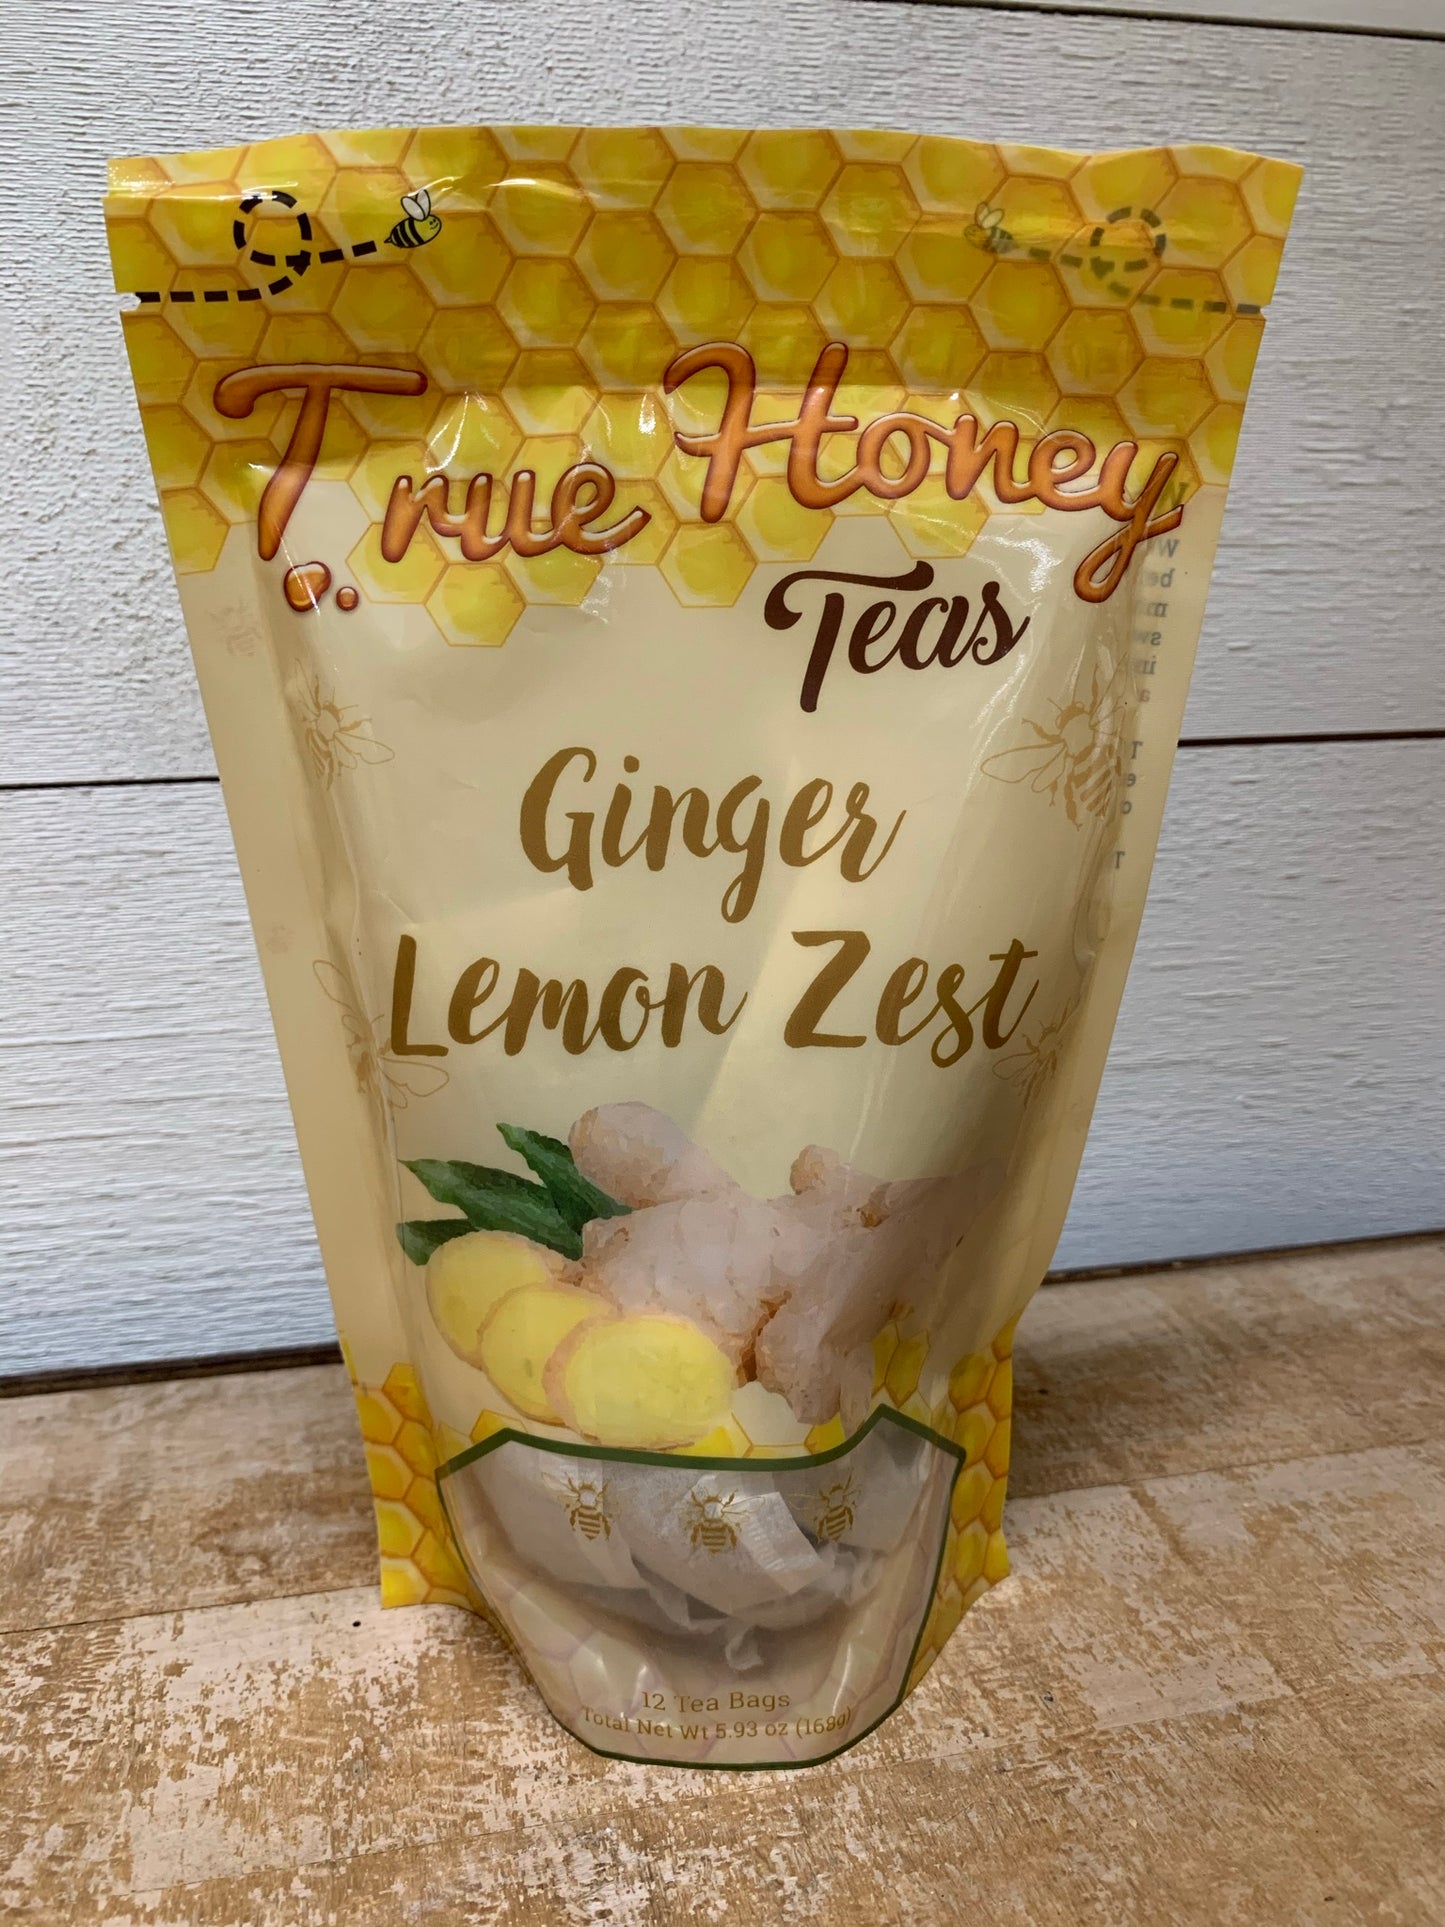 True Honey
Teas
Ginger
Lemon Zest
12 Tea Bags
Total Net Wt 5.93 oz (168g)